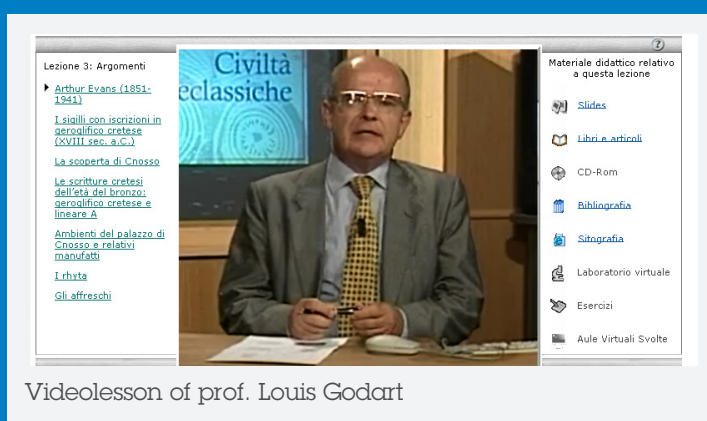 Lezione 3: Argomenti
Arthur Evans (1851-
1941)
I sigilli con iscrizioni in
geroglifico cretese
(XVIII sec. a.C.)
La scoperta di Cnosso
Le scritture cretesi
dell'età del bronzo:
geroglifico cretese e
lineare A
Ambienti del palazzo di
Cnosso e relativi
manufatti
I rhyta
Gli affreschi
Civiltà
eclassiche
?
Materiale didattico relativo
a questa lezione
Slides
Libri e articoli
CD-Rom
Bibliografia
Sitografia
Laboratorio virtuale
Esercizi
Aule Virtuali Svolte
Videolesson of prof. Louis Godart